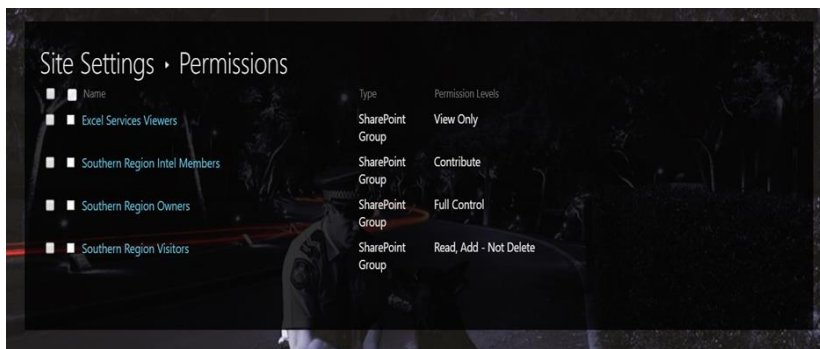 Site Settings ‣ Permissions
Name Type Permission Levels
Excel Services Viewers SharePoint View Only
Group
Southern Region Intel Members SharePoint Contribute
Group
Southern Region Owners SharePoint Full Control
Group
Southern Region Visitors SharePoint Read, Add - Not Delete
Group